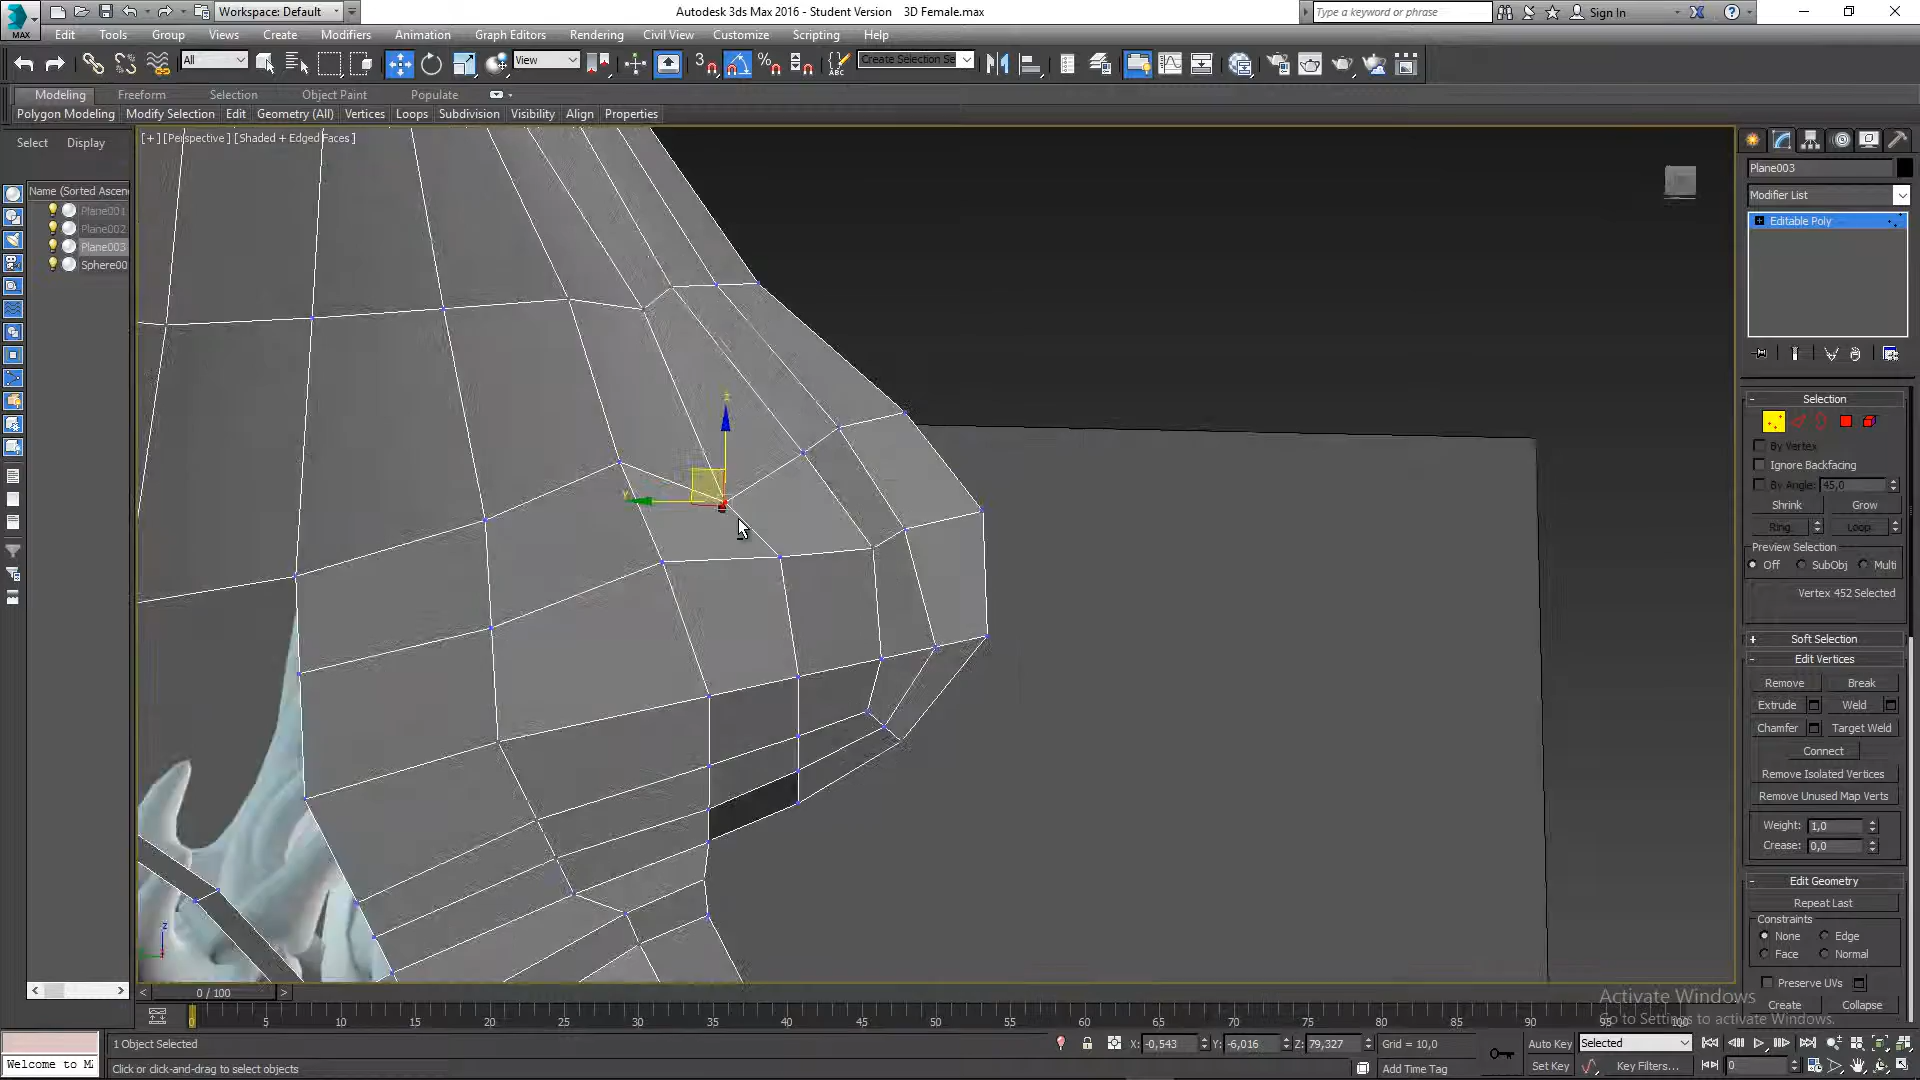 Workspace: Default
Autodesk 3ds Max 2016 - Student Version    3D Female.max
Type a keyword or phrase
Sign In
MAX
Edit Tools Group Views Create Modifiers Animation Graph Editors Rendering Civil View Customize Scripting Help
All
View
Create Selection Se
Modeling Freeform Selection Object Paint Populate
Polygon Modeling Modify Selection Edit Geometry (All) Vertices Loops Subdivision Visibility Align Properties
Select Display
[+] [Perspective] [Shaded + Edged Faces]
Name (Sorted Ascen
Plane001
Plane002
Plane003
Sphere00
z
y
z
Plane003
Modifier List
Editable Poly
Selection
By Vertex
Ignore Backfacing
By Angle: 45,0
Shrink Grow
Ring Loop
Preview Selection
Off SubObj Multi
Vertex 452 Selected
Soft Selection
Edit Vertices
Remove Break
Extrude Weld
Chamfer Target Weld
Connect
Remove Isolated Vertices
Remove Unused Map Verts
Weight: 1,0
Crease: 0,0
Edit Geometry
Repeat Last
Constraints
None Edge
Face Normal
Preserve UVs
Create Collapse
Activate Windows
Go to Settings to activate Windows.
0 / 100
0 5 10 15 20 25 30 35 40 45 50 55 60 65 70 75 80 85 90 95 100
Welcome to M
1 Object Selected
Click or click-and-drag to select objects
X: -0,543 Y: -6,016 Z: 79,327 Grid = 10,0
Add Time Tag
Auto Key Selected
Set Key Key Filters...
0